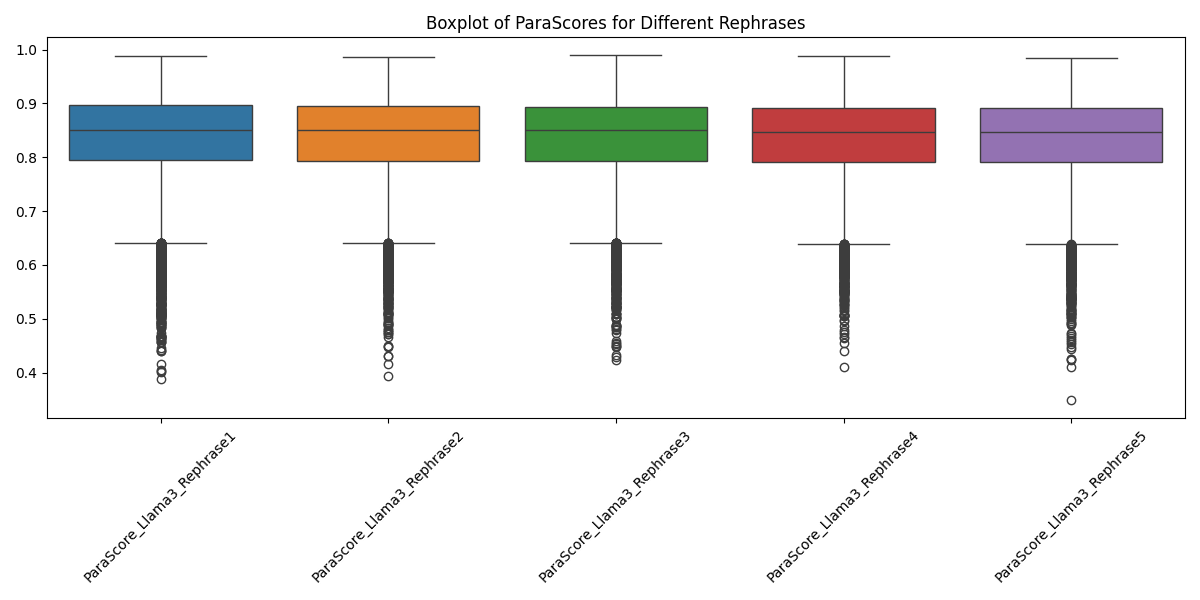 Boxplot of ParaScores for Different Rephrases
1.0
0.9
0.8
0.7
0.6
0.5
0.4
ParaScore_Llama3_Rephrase1
ParaScore_Llama3_Rephrase2
ParaScore_Llama3_Rephrase3
ParaScore_Llama3_Rephrase4
ParaScore_Llama3_Rephrase5